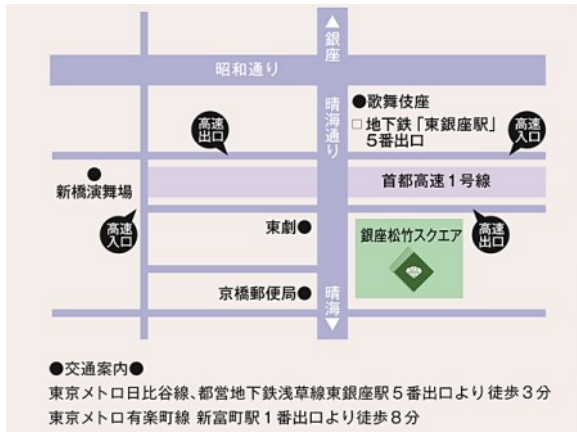 ▲銀座
昭和通り
晴海通り
●歌舞伎座
□地下鉄「東銀座駅」
5番出口
高速
出口
高速
入口
●
新橋演舞場
首都高速1号線
高速
入口
東劇●
銀座松竹スクエア
高速
出口
京橋郵便局●
晴海▼
●交通案内●
東京メトロ日比谷線、都営地下鉄浅草線東銀座駅5番出口より徒歩3分
東京メトロ有楽町線 新富町駅1番出口より徒歩8分